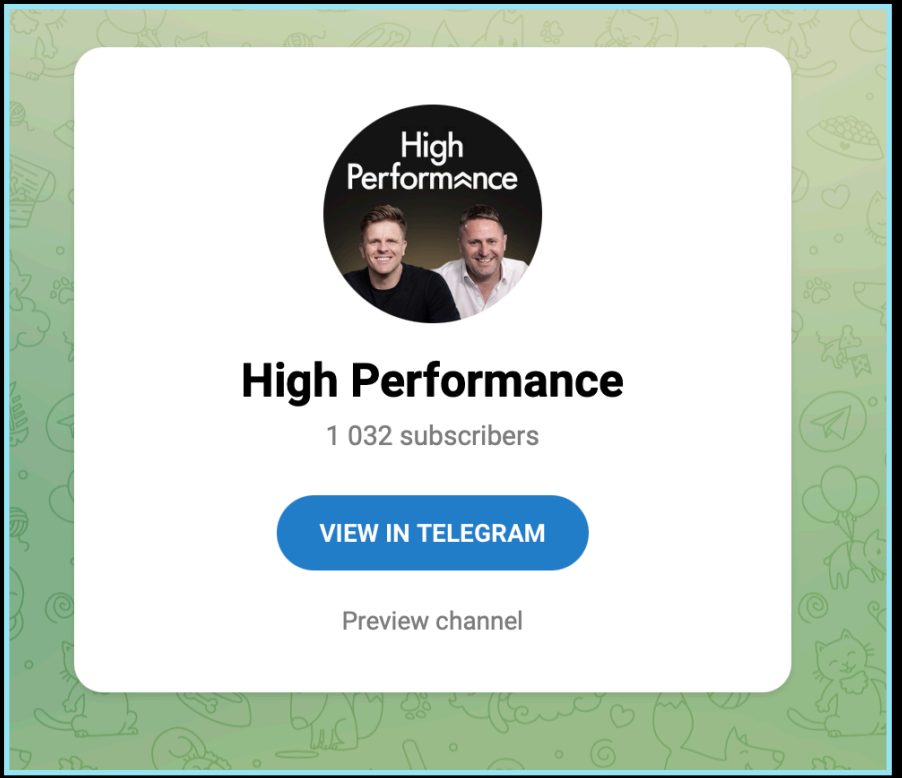 High
Performance
High Performance
1 032 subscribers
VIEW IN TELEGRAM
Preview channel